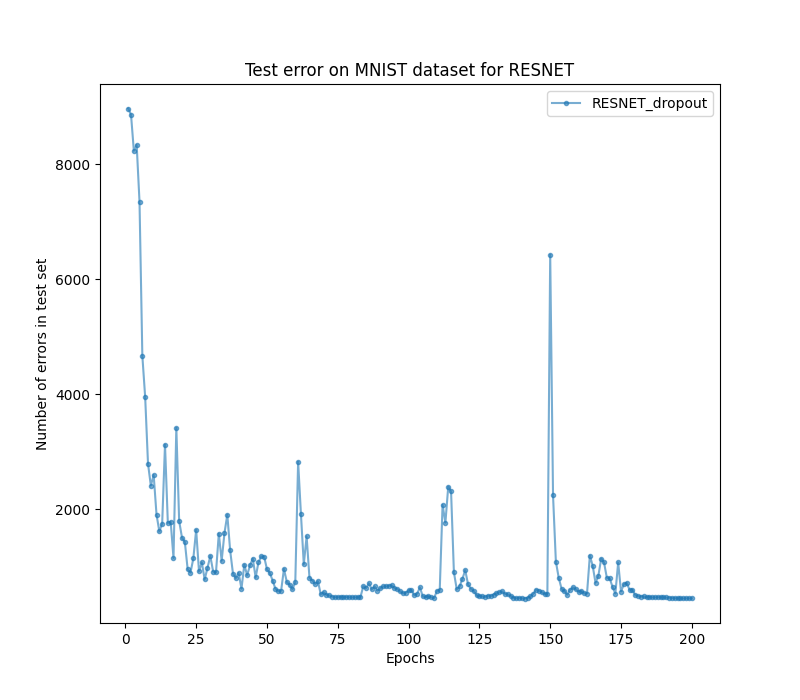 Test error on MNIST dataset for RESNET
RESNET_dropout
8000
6000
4000
2000
Number of errors in test set
0 25 50 75 100 125 150 175 200
Epochs